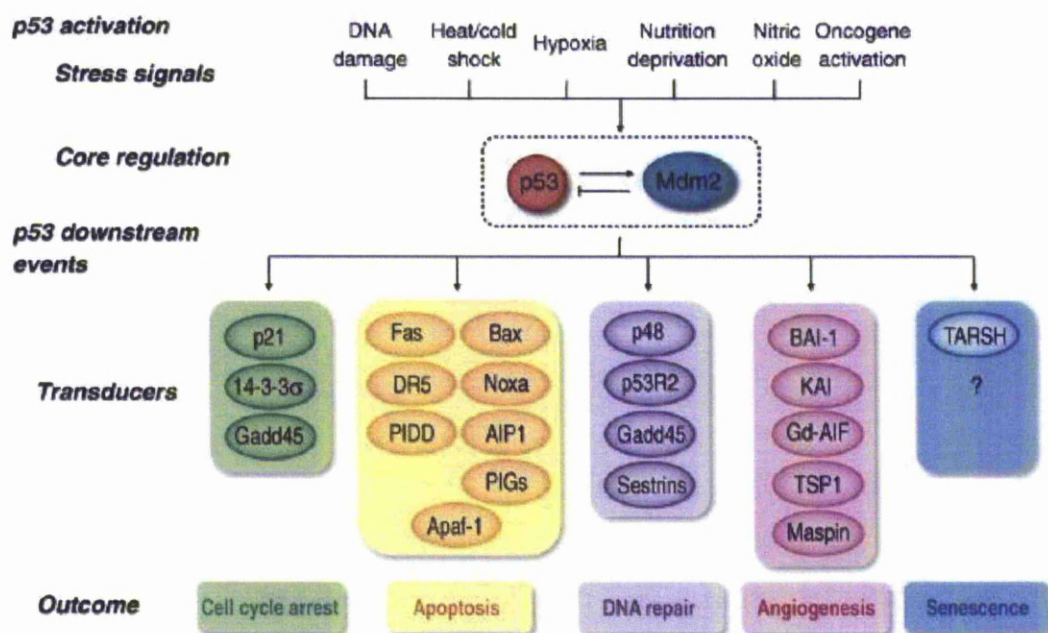 p53 activation
DNA damage
Heat/cold shock
Hypoxia
Nutrition deprivation
Nitric oxide
Oncogene activation
Stress signals
Core regulation
p53
Mdm2
p53 downstream
events
Transducers
p21
14-3-3σ
Gadd45
Fas
Bax
DR5
Noxa
PIDD
AIP1
PIGs
Apaf-1
p48
p53R2
Gadd45
Sestrins
BAI-1
KAI
Gd-AIF
TSP1
Maspin
TARSH
?
Outcome
Cell cycle arrest
Apoptosis
DNA repair
Angiogenesis
Senescence